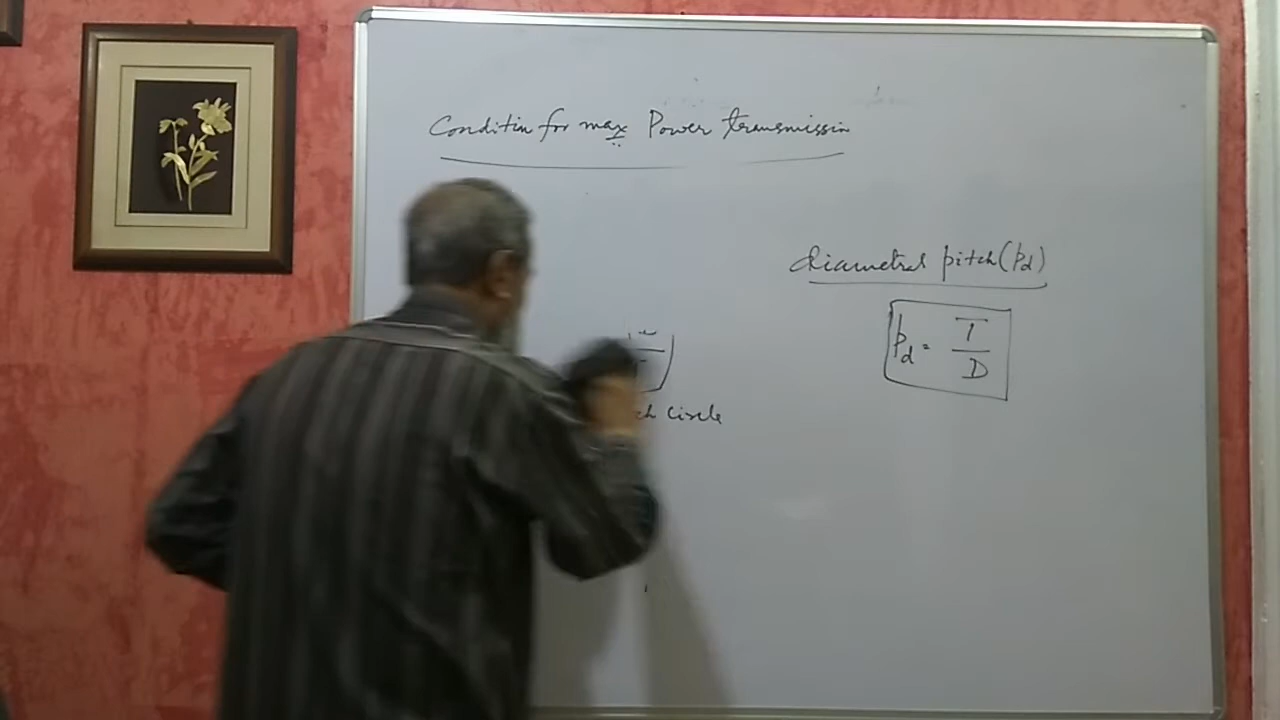 Conditin for max Power transmissin
diametral pitch (pd)
pd = T / D
Circle